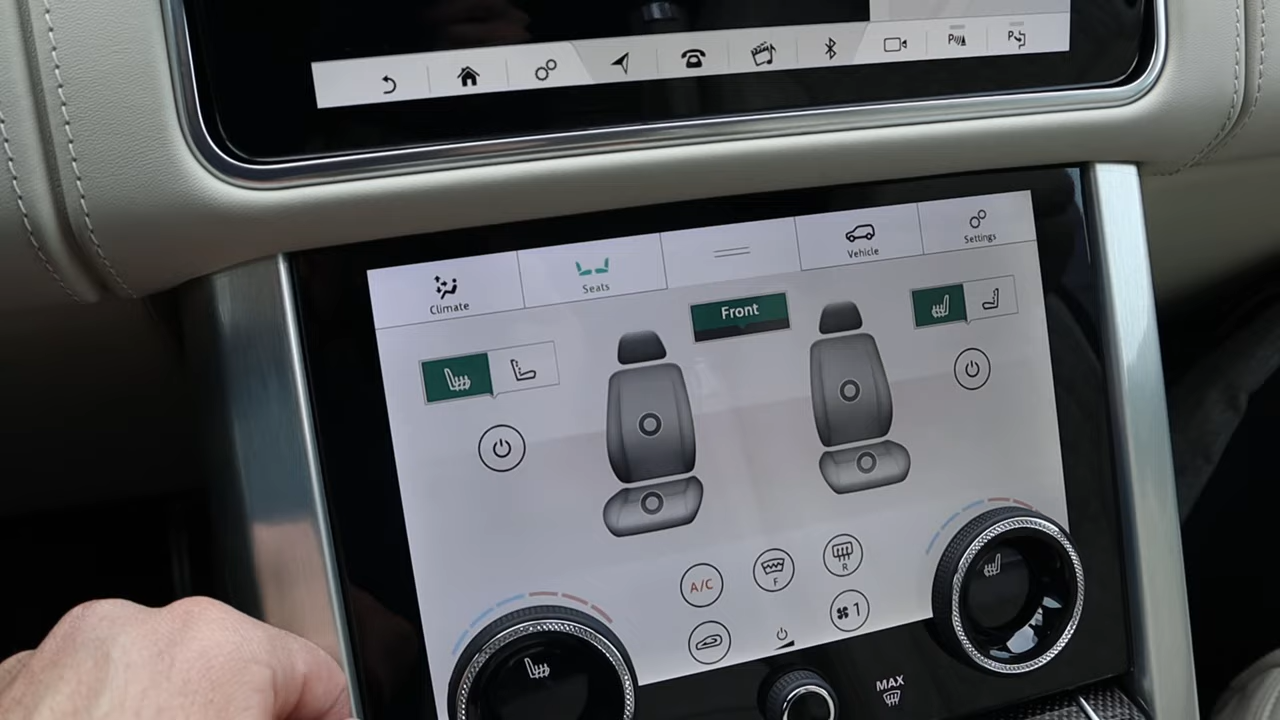 P
P
Climate
Seats
Vehicle
Settings
Front
A/C
F
R
1
MAX